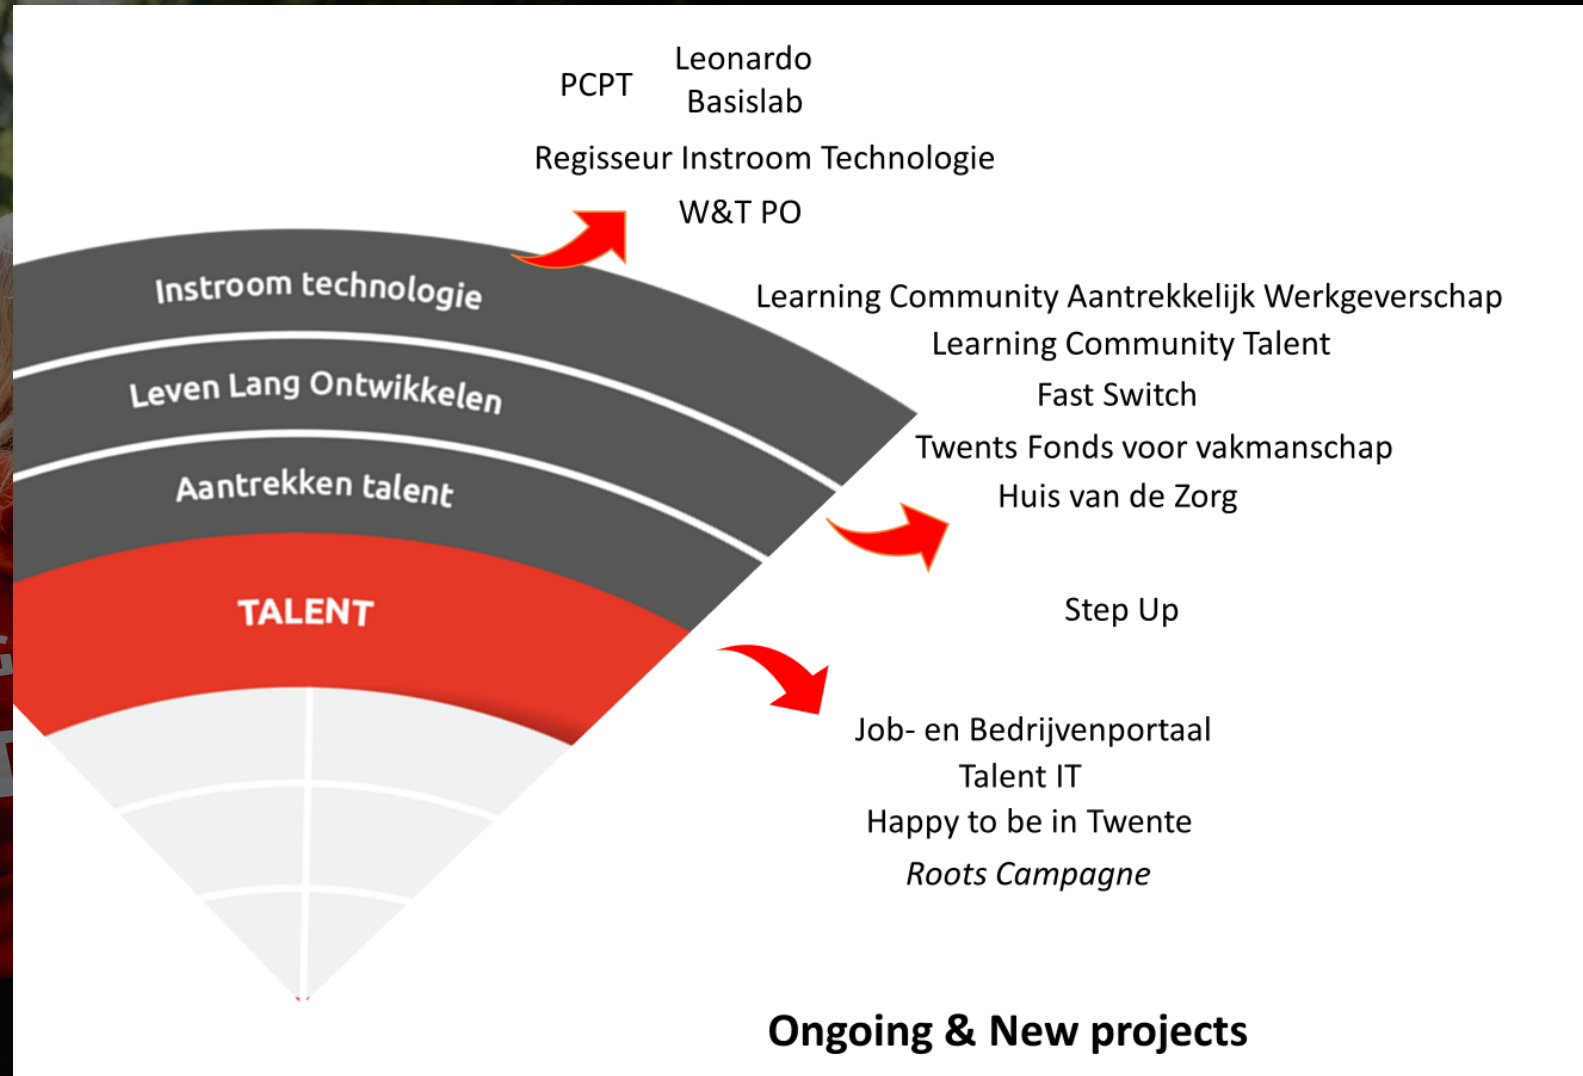 PCPT
Leonardo
Basislab
Regisseur Instroom Technologie
W&T PO
Instroom technologie
Leven Lang Ontwikkelen
Aantrekken talent
TALENT
Learning Community Aantrekkelijk Werkgeverschap
Learning Community Talent
Fast Switch
Twents Fonds voor vakmanschap
Huis van de Zorg
Step Up
Job- en Bedrijvenportaal
Talent IT
Happy to be in Twente
Roots Campagne
Ongoing & New projects